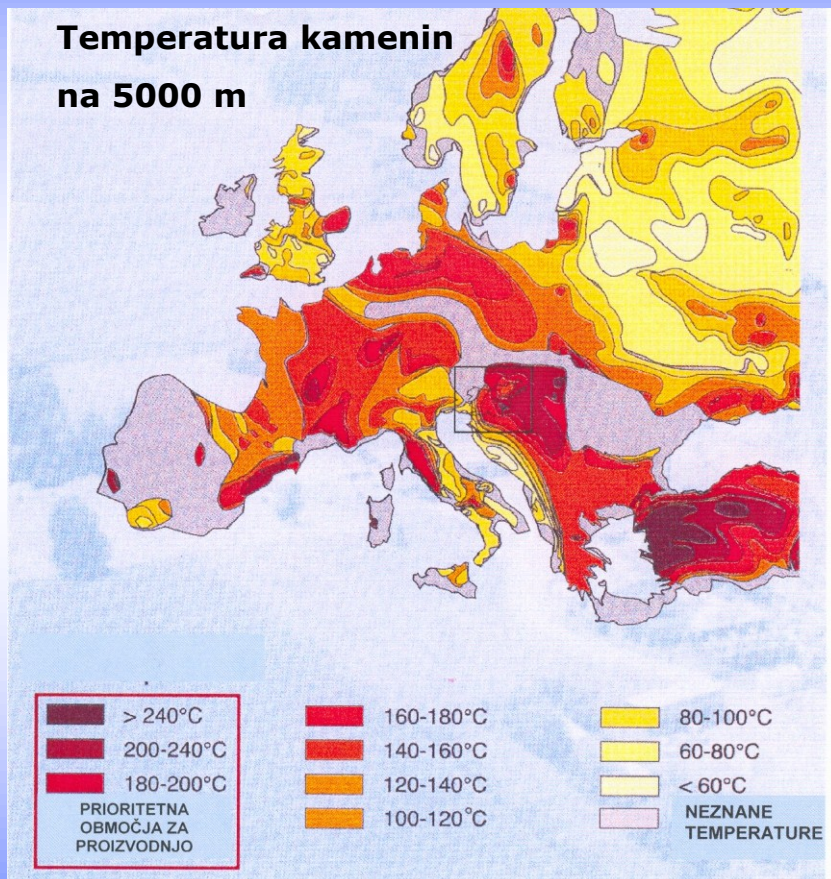 Temperatura kamenin
na 5000 m
> 240°C
200-240°C
180-200°C
PRIORITETNA
OBMOČJA ZA
PROIZVODNJO
160-180°C
140-160°C
120-140°C
100-120°C
80-100°C
60-80°C
< 60°C
NEZNANE
TEMPERATURE